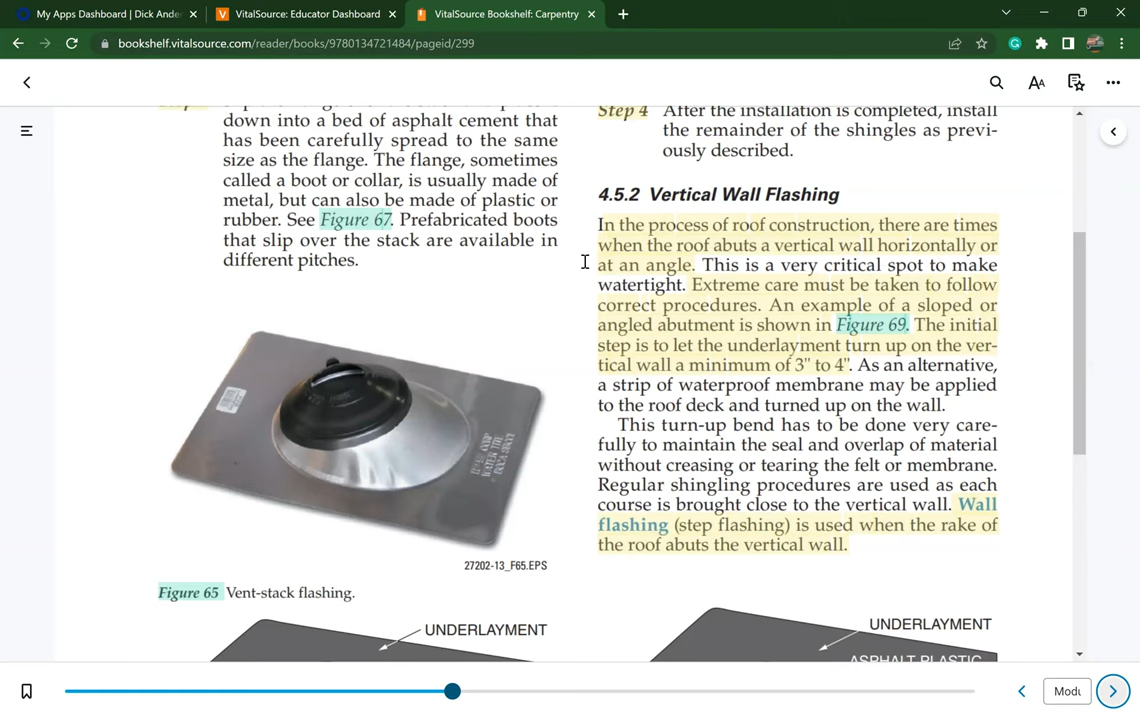 My Apps Dashboard | Dick Ander
VitalSource: Educator Dashboard
VitalSource Bookshelf: Carpentry
bookshelf.vitalsource.com/reader/books/9780134721484/pageid/299
down into a bed of asphalt cement that
has been carefully spread to the same
size as the flange. The flange, sometimes
called a boot or collar, is usually made of
metal, but can also be made of plastic or
rubber. See Figure 67. Prefabricated boots
that slip over the stack are available in
different pitches.
27202-13_F65.EPS
Figure 65 Vent-stack flashing.
UNDERLAYMENT
Step 4 After the installation is completed, install
the remainder of the shingles as previ-
ously described.
4.5.2 Vertical Wall Flashing
In the process of roof construction, there are times
when the roof abuts a vertical wall horizontally or
at an angle. This is a very critical spot to make
watertight. Extreme care must be taken to follow
correct procedures. An example of a sloped or
angled abutment is shown in Figure 69. The initial
step is to let the underlayment turn up on the ver-
tical wall a minimum of 3" to 4". As an alternative,
a strip of waterproof membrane may be applied
to the roof deck and turned up on the wall.
This turn-up bend has to be done very care-
fully to maintain the seal and overlap of material
without creasing or tearing the felt or membrane.
Regular shingling procedures are used as each
course is brought close to the vertical wall. Wall
flashing (step flashing) is used when the rake of
the roof abuts the vertical wall.
UNDERLAYMENT
ASPHALT PLASTIC
Modu